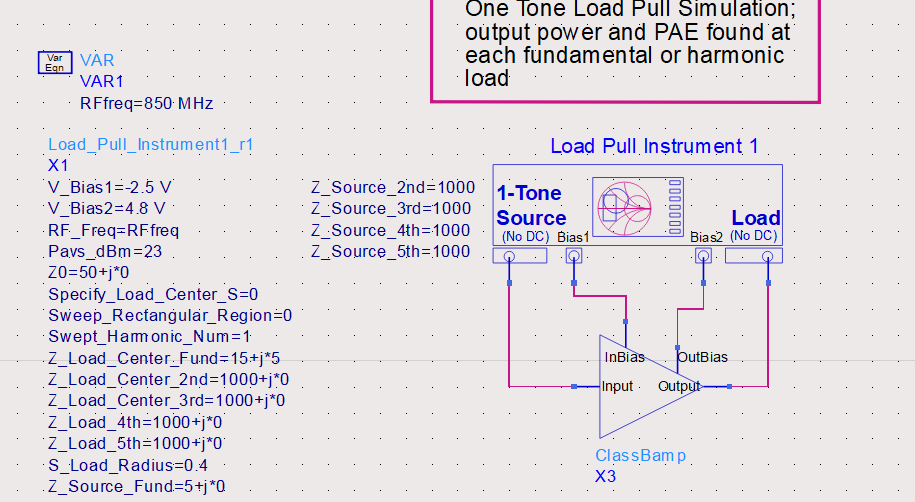 One Tone Load Pull Simulation;
output power and PAE found at
each fundamental or harmonic
load
Var
Eqn
VAR
VAR1
RFfreq=850 MHz
Load_Pull_Instrument1_r1
X1
V_Bias1=-2.5 V
V_Bias2=4.8 V
RF_Freq=RFfreq
Pavs_dBm=23
Z0=50+j*0
Specify_Load_Center_S=0
Sweep_Rectangular_Region=0
Swept_Harmonic_Num=1
Z_Load_Center_Fund=15+j*5
Z_Load_Center_2nd=1000+j*0
Z_Load_Center_3rd=1000+j*0
Z_Load_4th=1000+j*0
Z_Load_5th=1000+j*0
S_Load_Radius=0.4
Z_Source_Fund=5+j*0
Z_Source_2nd=1000
Z_Source_3rd=1000
Z_Source_4th=1000
Z_Source_5th=1000
Load Pull Instrument 1
1-Tone
Source
(No DC)
Bias1
Bias2
Load
(No DC)
InBias
OutBias
Input
Output
ClassBamp
X3